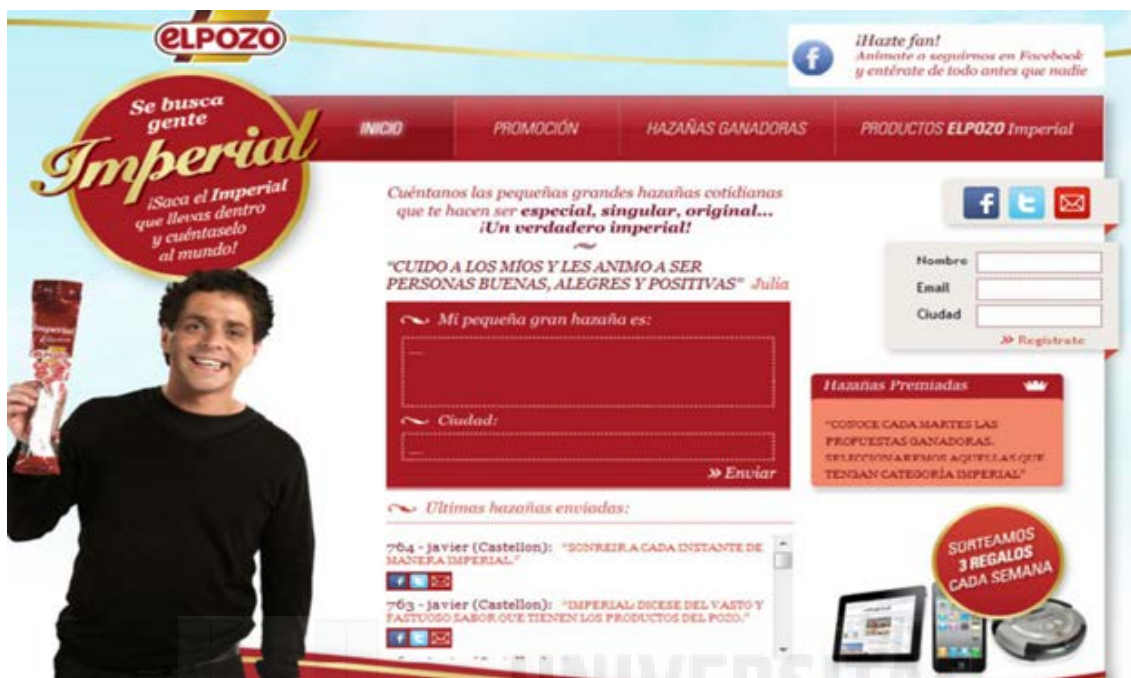 ELPOZO
¡Hazte fan!
Anímate a seguirnos en Facebook
y entérate de todo antes que nadie
Se busca
gente
Imperial
¡Saca el Imperial
que llevas dentro
y cuéntaselo
al mundo!
INICIO
PROMOCIÓN
HAZAÑAS GANADORAS
PRODUCTOS ELPOZO Imperial
Cuéntanos las pequeñas grandes hazañas cotidianas
que te hacen ser especial, singular, original...
¡Un verdadero imperial!
"CUIDO A LOS MÍOS Y LES ANIMO A SER
PERSONAS BUENAS, ALEGRES Y POSITIVAS" Julia
Mi pequeña gran hazaña es:
...
Ciudad:
...
» Enviar
Nombre
Email
Ciudad
» Regístrate
Hazañas Premiadas
"CONOCE CADA MARTES LAS
PROPUESTAS GANADORAS.
SELECCIONAREMOS AQUELLAS QUE
TENGAN CATEGORÍA IMPERIAL"
Ultimas hazañas enviadas:
764 - javier (Castellon): "SONREIR A CADA INSTANTE DE
MANERA IMPERIAL."
763 - javier (Castellon): "IMPERIAL: DICESE DEL VASTO Y
FASTUOSO SABOR QUE TIENEN LOS PRODUCTOS DEL POZO."
SORTEAMOS
3 REGALOS
CADA SEMANA
Imperial